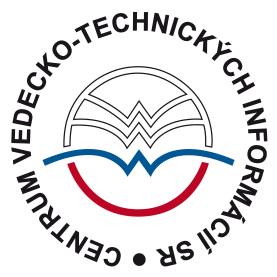 CENTRUM VEDECKO-TECHNICKÝCH INFORMÁCIÍ SR •